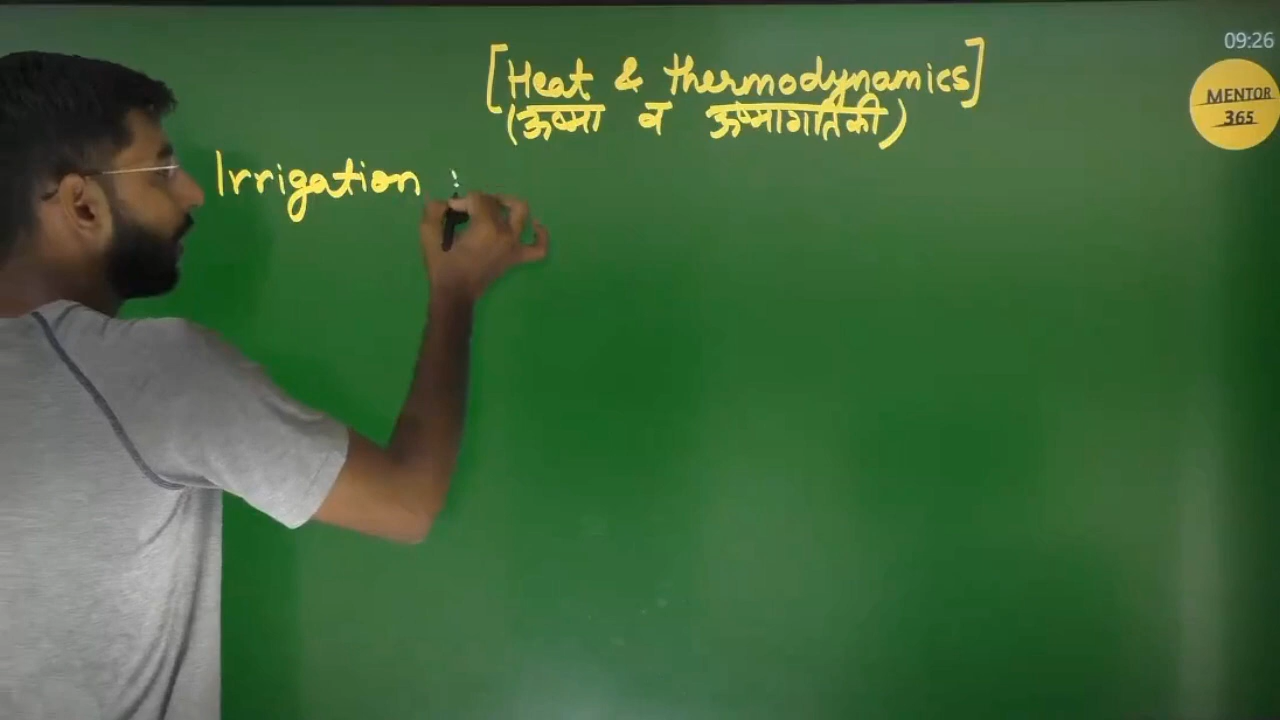 09:26
[Heat & thermodynamics]
MENTOR
365
(ऊष्मा व ऊष्मागतिकी)
Irrigation :